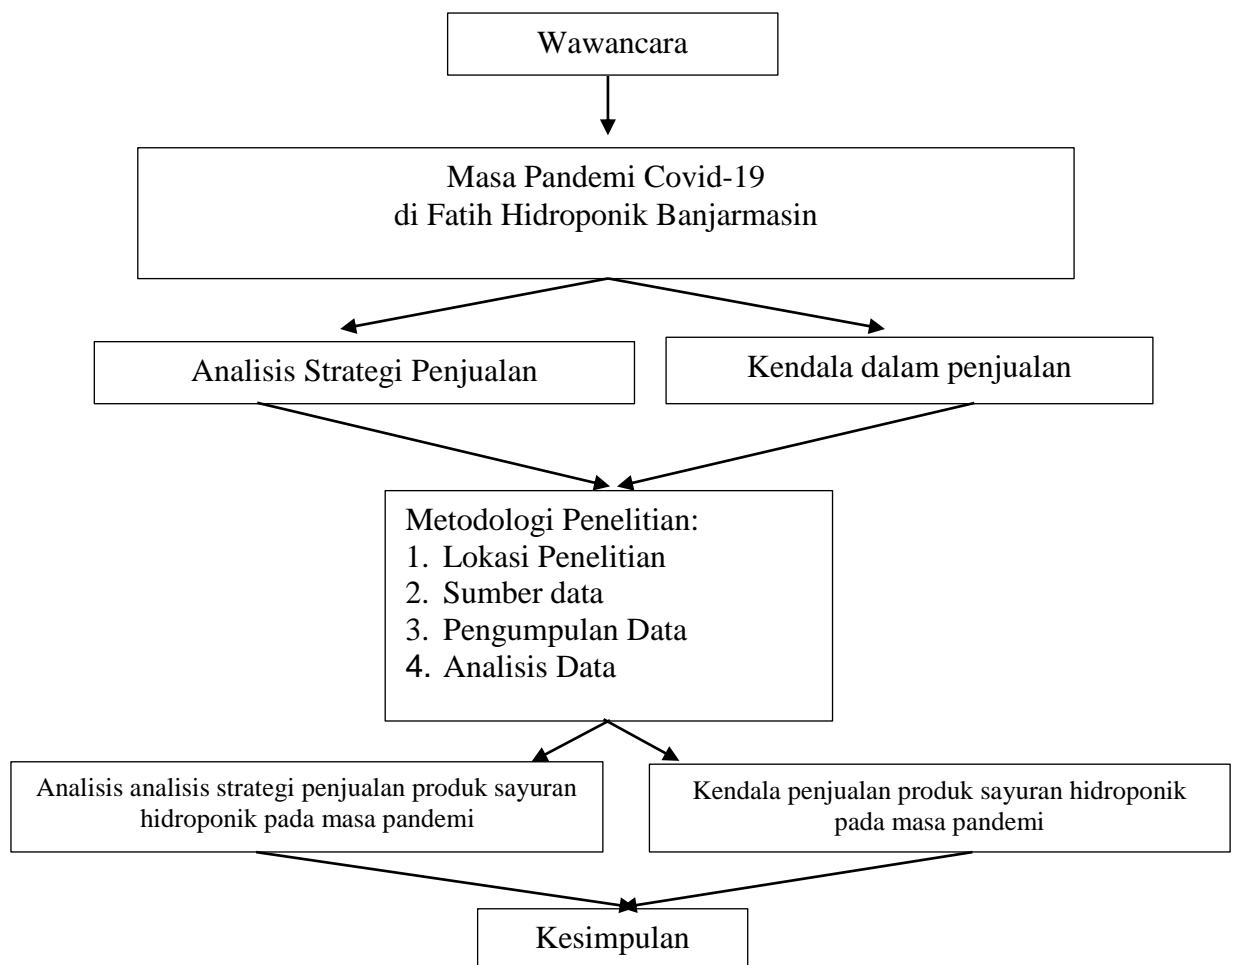 Wawancara
Masa Pandemi Covid-19
di Fatih Hidroponik Banjarmasin
Analisis Strategi Penjualan
Kendala dalam penjualan
Metodologi Penelitian:
1. Lokasi Penelitian
2. Sumber data
3. Pengumpulan Data
4. Analisis Data
Analisis analisis strategi penjualan produk sayuran
hidroponik pada masa pandemi
Kendala penjualan produk sayuran hidroponik
pada masa pandemi
Kesimpulan